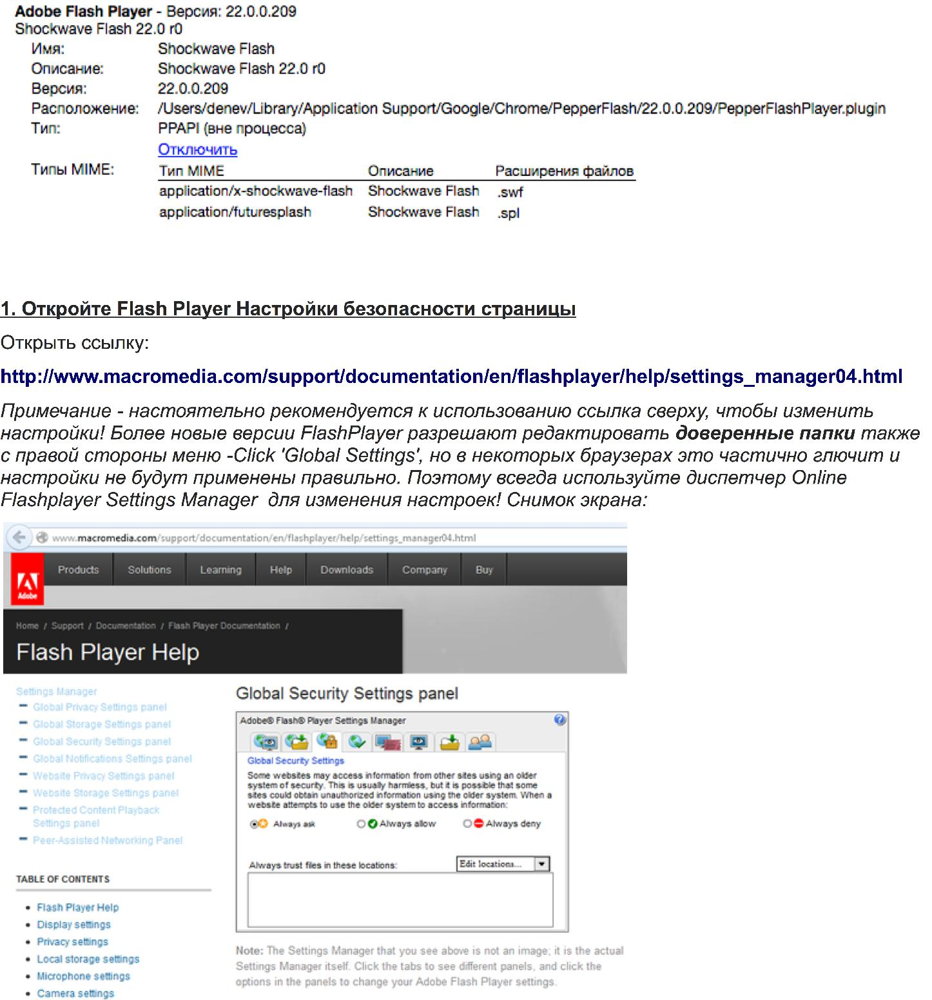 Adobe Flash Player - Версия: 22.0.0.209
Shockwave Flash 22.0 r0
Имя: Shockwave Flash
Описание: Shockwave Flash 22.0 r0
Версия: 22.0.0.209
Расположение: /Users/denev/Library/Application Support/Google/Chrome/PepperFlash/22.0.0.209/PepperFlashPlayer.plugin
Тип: PPAPI (вне процесса)
Отключить
Типы MIME: Тип MIME Описание Расширения файлов
application/x-shockwave-flash Shockwave Flash .swf
application/futuresplash Shockwave Flash .spl
1. Откройте Flash Player Настройки безопасности страницы
Открыть ссылку:
http://www.macromedia.com/support/documentation/en/flashplayer/help/settings_manager04.html
Примечание - настоятельно рекомендуется к использованию ссылка сверху, чтобы изменить
настройки! Более новые версии FlashPlayer разрешают редактировать доверенные папки также
с правой стороны меню -Click 'Global Settings', но в некоторых браузерах это частично глючит и
настройки не будут применены правильно. Поэтому всегда используйте диспетчер Online
Flashplayer Settings Manager для изменения настроек! Снимок экрана:
www.macromedia.com/support/documentation/en/flashplayer/help/settings_manager04.html
Adobe
Products Solutions Learning Help Downloads Company Buy
Home / Support / Documentation / Flash Player Documentation /
Flash Player Help
Settings Manager
Global Privacy Settings panel
Global Storage Settings panel
Global Security Settings panel
Global Notifications Settings panel
Website Privacy Settings panel
Website Storage Settings panel
Protected Content Playback
Settings panel
Peer-Assisted Networking Panel
TABLE OF CONTENTS
Flash Player Help
Display settings
Privacy settings
Local storage settings
Microphone settings
Camera settings
Global Security Settings panel
Adobe® Flash® Player Settings Manager
Global Security Settings
Some websites may access information from other sites using an older
system of security. This is usually harmless, but it is possible that some
sites could obtain unauthorized information using the older system. When a
website attempts to use the older system to access information:
Always ask Always allow Always deny
Always trust files in these locations: Edit locations...
Note: The Settings Manager that you see above is not an image; it is the actual
Settings Manager itself. Click the tabs to see different panels, and click the
options in the panels to change your Adobe Flash Player settings.